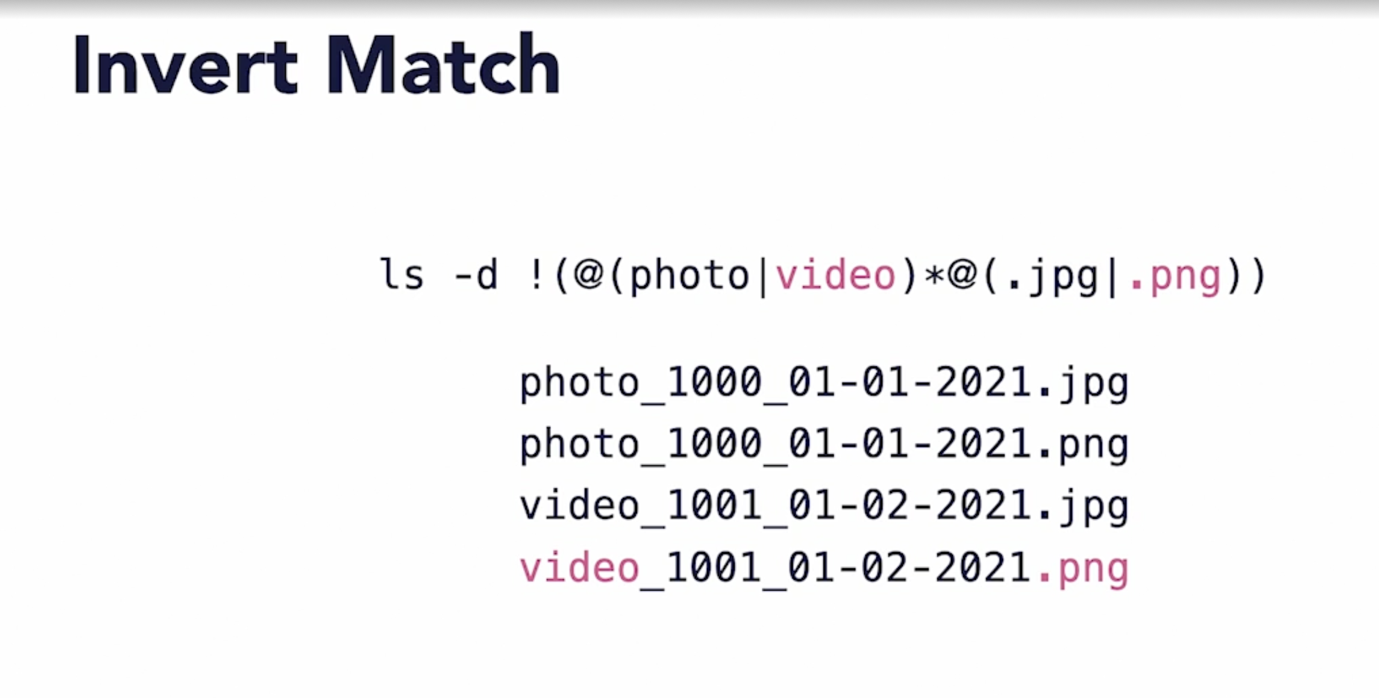 Invert Match
ls -d !(@(photo|video)*@(.jpg|.png))
photo_1000_01-01-2021.jpg
photo_1000_01-01-2021.png
video_1001_01-02-2021.jpg
video_1001_01-02-2021.png